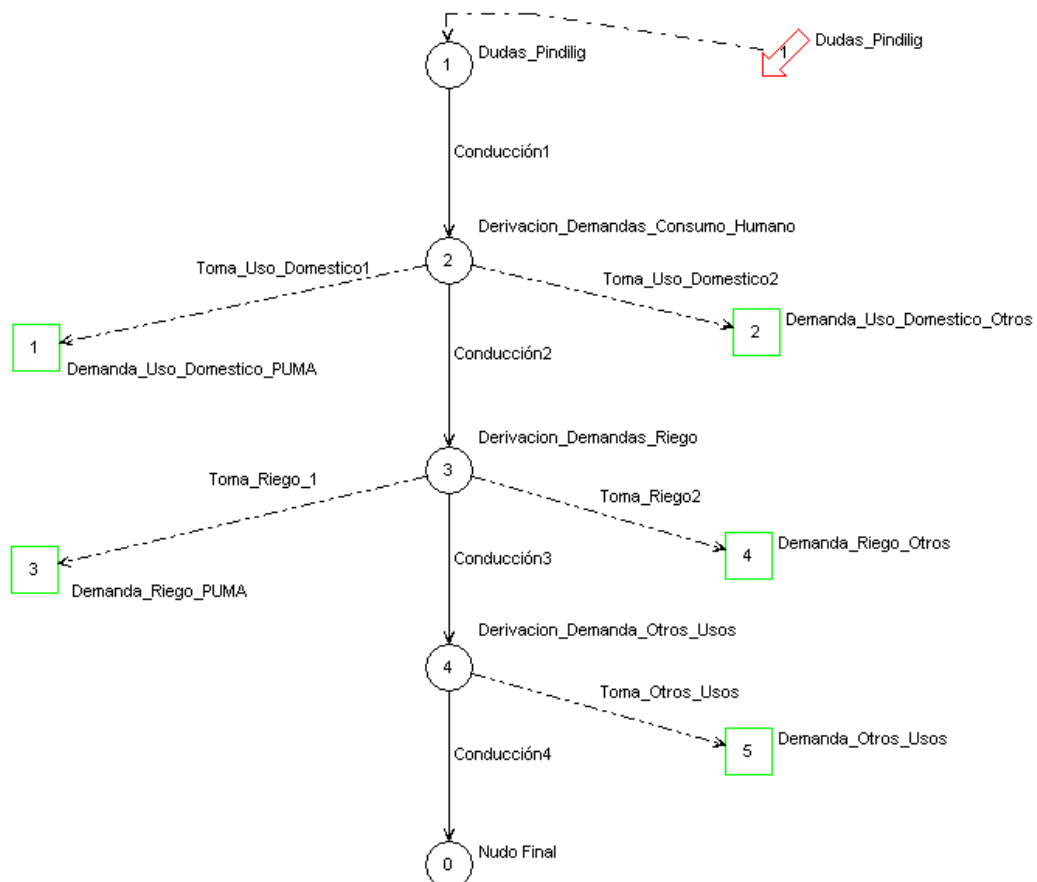 Dudas_Pindilig
1
Dudas_Pindilig
1
Conducción1
Derivacion_Demandas_Consumo_Humano
2
Toma_Uso_Domestico1
Toma_Uso_Domestico2
1
Demanda_Uso_Domestico_PUMA
2
Demanda_Uso_Domestico_Otros
Conducción2
Derivacion_Demandas_Riego
3
Toma_Riego_1
Toma_Riego2
3
Demanda_Riego_PUMA
4
Demanda_Riego_Otros
Conducción3
Derivacion_Demanda_Otros_Usos
4
Toma_Otros_Usos
5
Demanda_Otros_Usos
Conducción4
Nudo Final
0